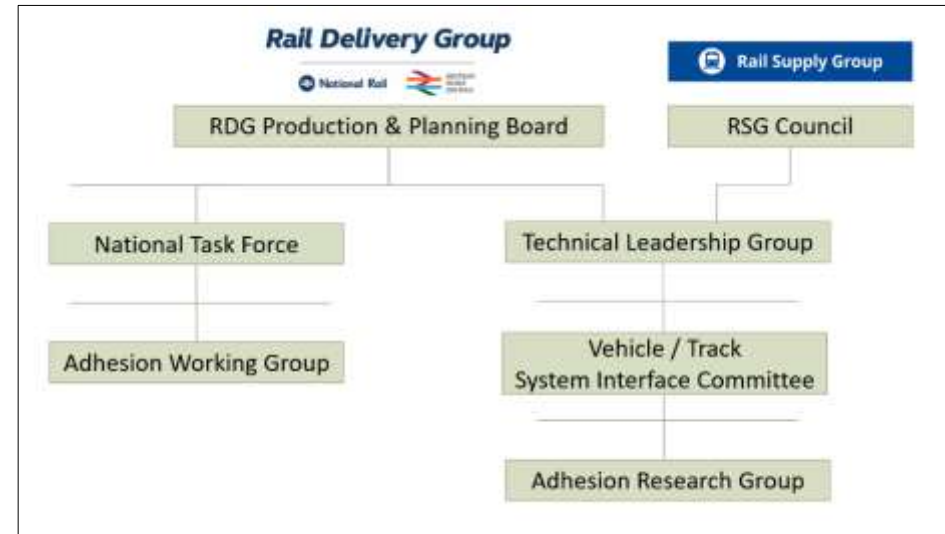 Rail Delivery Group
National Rail
Rail Supply Group
RDG Production & Planning Board
RSG Council
National Task Force
Technical Leadership Group
Adhesion Working Group
Vehicle / Track
System Interface Committee
Adhesion Research Group